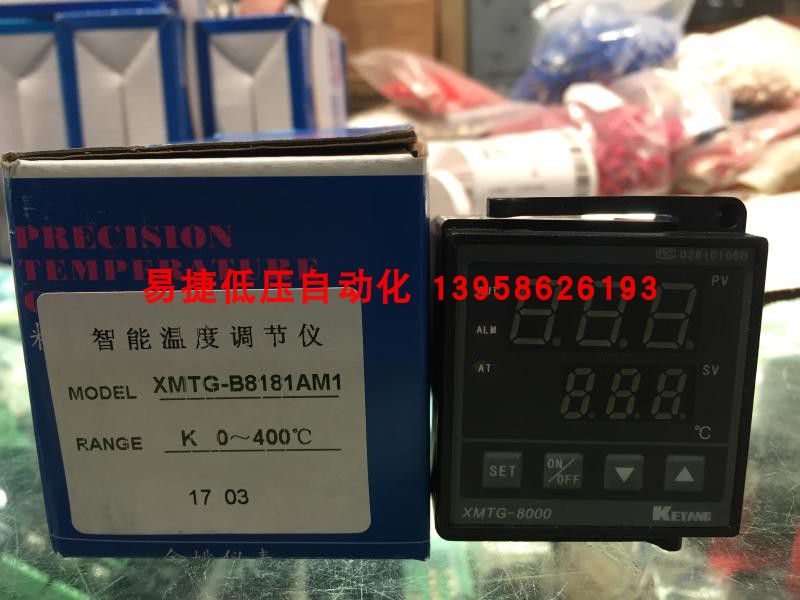 PRECISION
TEMPERATURE
易捷低压自动化 13958626193
智能温度调节仪
MODEL XMTG-B8181AM1
RANGE K 0～400℃
17 03
MC 02810106B
PV
ALM
AT
SV
℃
SET
ON/OFF
XMTG-8000
KEYANG